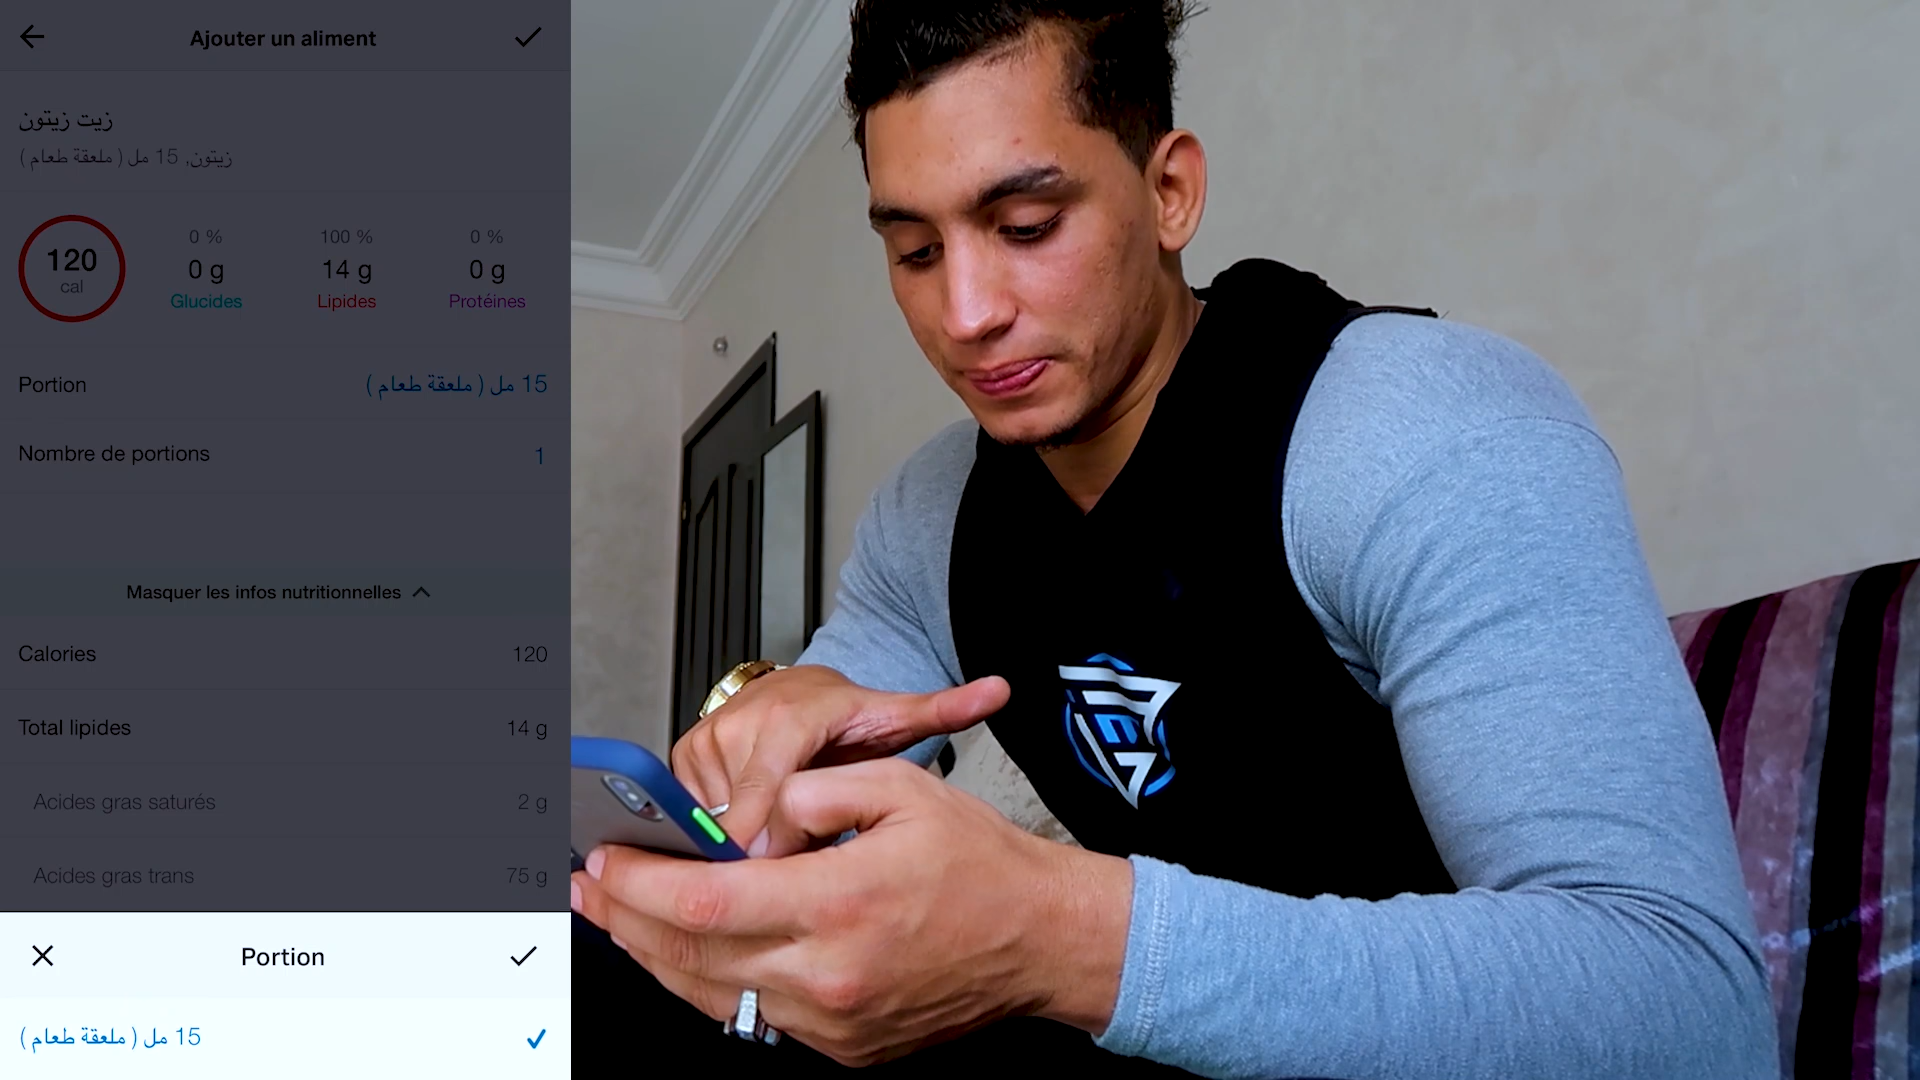 Ajouter un aliment
زيت زيتون
زيتون, 15 مل ( ملعقة طعام )
120
cal
0 %
0 g
Glucides
100 %
14 g
Lipides
0 %
0 g
Protéines
Portion
15 مل ( ملعقة طعام )
Nombre de portions
1
Masquer les infos nutritionnelles
Calories
120
Total lipides
14 g
Acides gras saturés
2 g
Acides gras trans
75 g
Portion
15 مل ( ملعقة طعام )